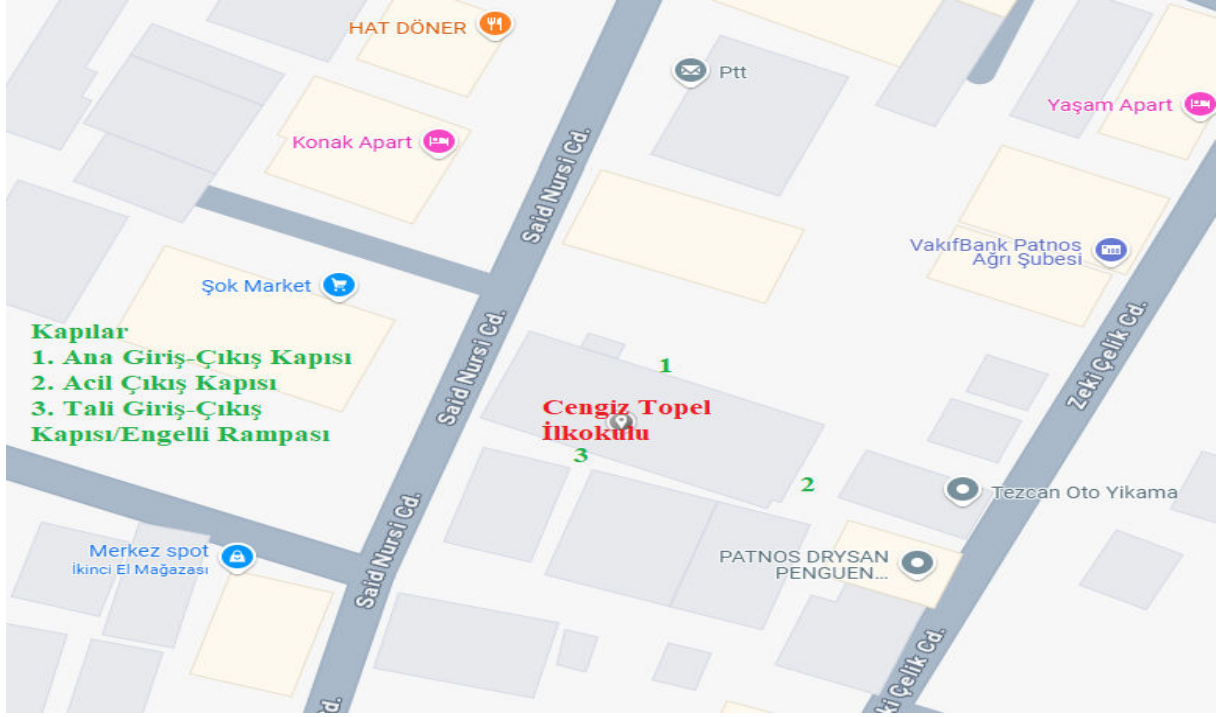 HAT DÖNER
Ptt
Yaşam Apart
Konak Apart
Said Nursi Cd.
VakıfBank Patnos
Ağrı Şubesi
Şok Market
Kapılar
1. Ana Giriş-Çıkış Kapısı
2. Acil Çıkış Kapısı
3. Tali Giriş-Çıkış
Kapısı/Engelli Rampası
Said Nursi Cd.
Zeki Çelik Cd.
1
Cengiz Topel
İlkokulu
3
2
Tezcan Oto Yikama
Said Nursi Cd.
Merkez spot
İkinci El Mağazası
PATNOS DRYSAN
PENGUEN...
ki Çelik Cd.
d.